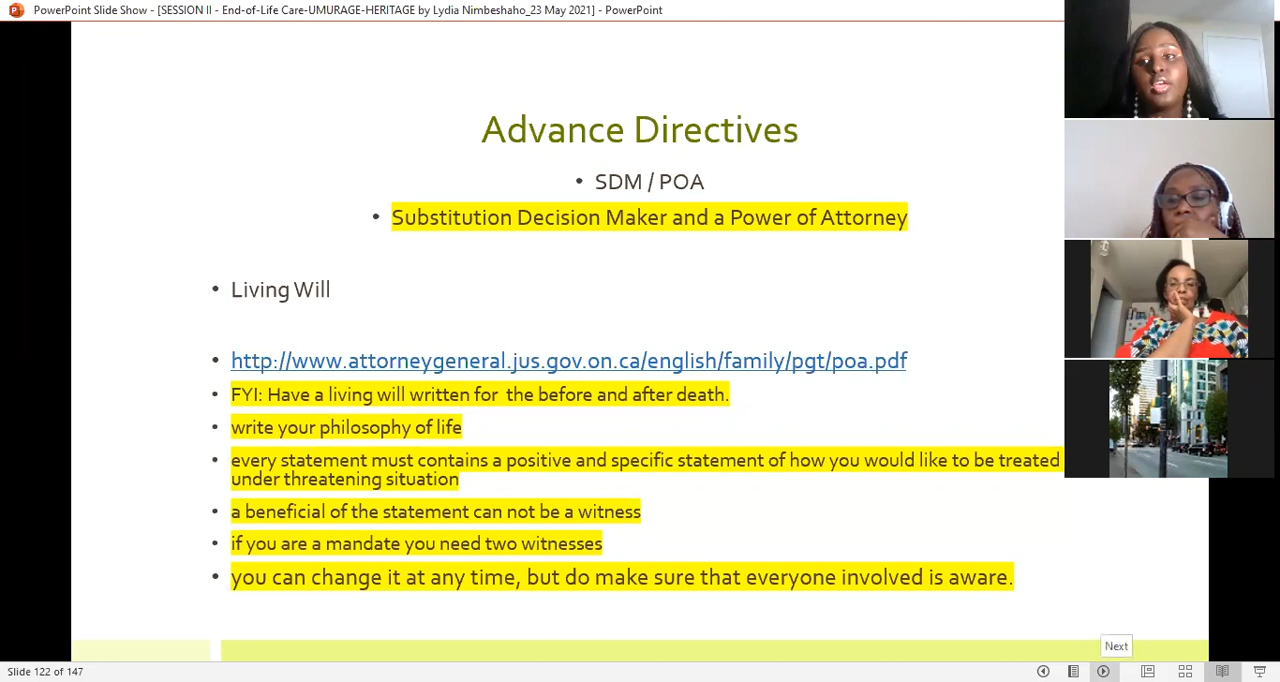 PowerPoint Slide Show - [SESSION II - End-of-Life Care-UMURAGE-HERITAGE by Lydia Nimbeshaho_23 May 2021] - PowerPoint
Advance Directives
• SDM / POA
• Substitution Decision Maker and a Power of Attorney
• Living Will
• http://www.attorneygeneral.jus.gov.on.ca/english/family/pgt/poa.pdf
• FYI: Have a living will written for the before and after death.
• write your philosophy of life
• every statement must contains a positive and specific statement of how you would like to be treated
under threatening situation
• a beneficial of the statement can not be a witness
• if you are a mandate you need two witnesses
• you can change it at any time, but do make sure that everyone involved is aware.
Next
Slide 122 of 147